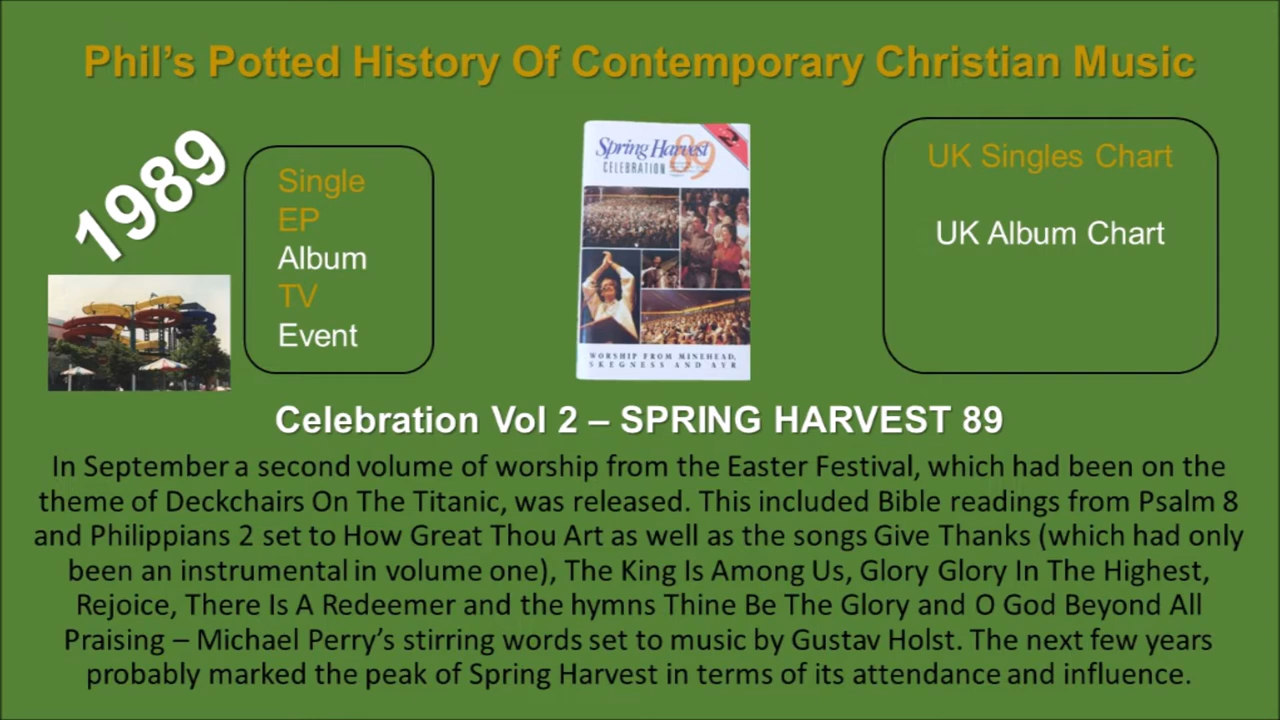 Phil's Potted History Of Contemporary Christian Music
1989
Single
EP
Album
TV
Event
Spring Harvest
89
CELEBRATION
2
WORSHIP FROM MINEHEAD,
SKEGNESS AND AYR
UK Singles Chart
UK Album Chart
Celebration Vol 2 – SPRING HARVEST 89
In September a second volume of worship from the Easter Festival, which had been on the
theme of Deckchairs On The Titanic, was released. This included Bible readings from Psalm 8
and Philippians 2 set to How Great Thou Art as well as the songs Give Thanks (which had only
been an instrumental in volume one), The King Is Among Us, Glory Glory In The Highest,
Rejoice, There Is A Redeemer and the hymns Thine Be The Glory and O God Beyond All
Praising – Michael Perry's stirring words set to music by Gustav Holst. The next few years
probably marked the peak of Spring Harvest in terms of its attendance and influence.